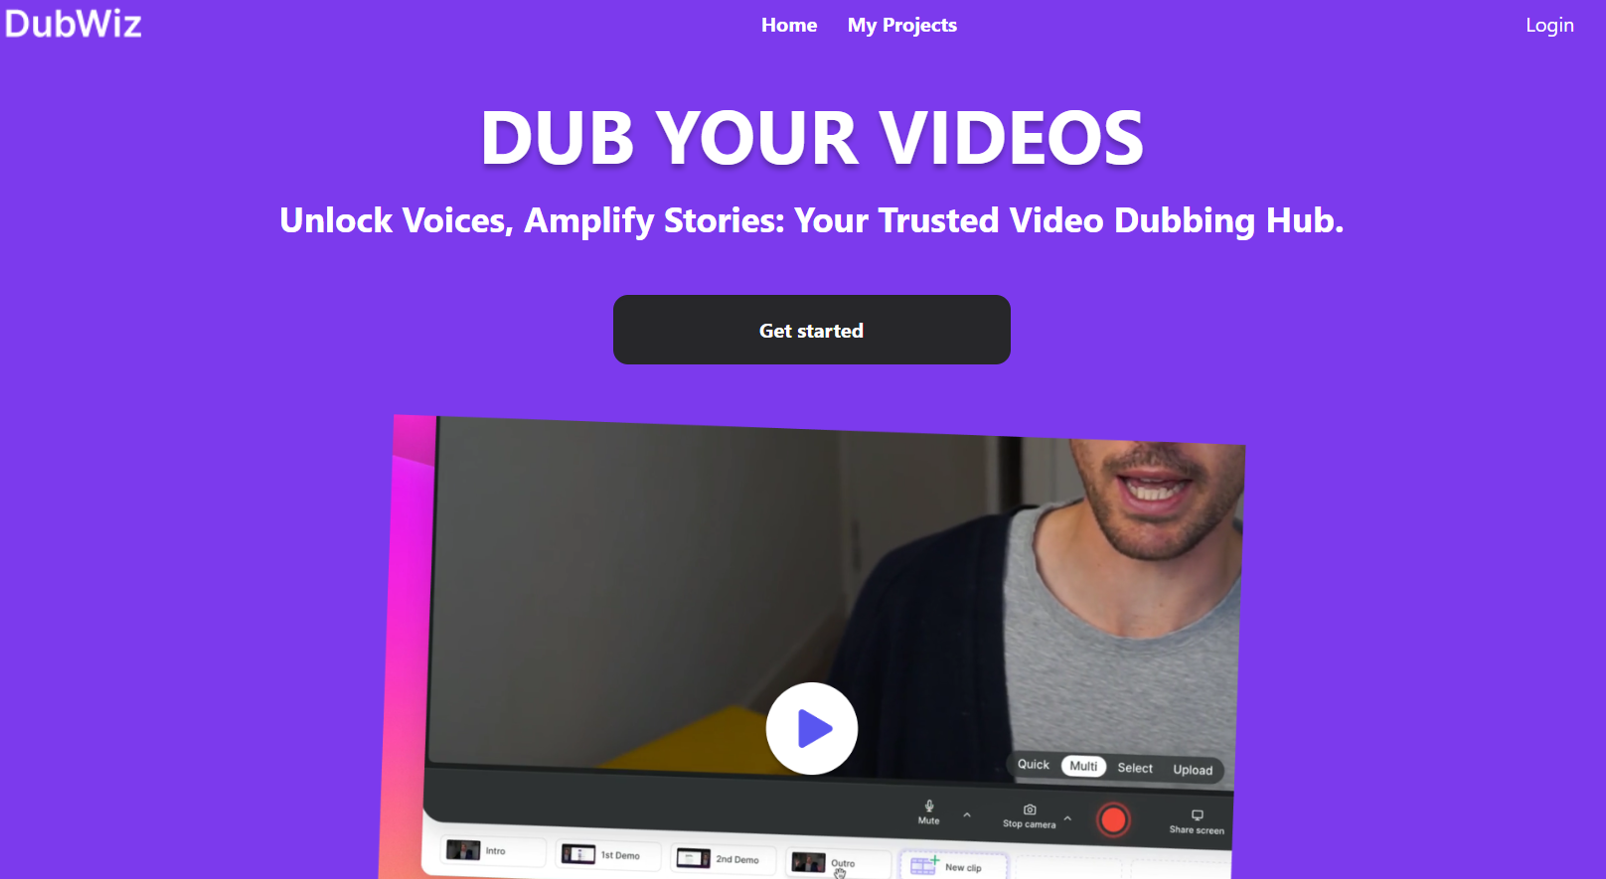 DubWiz
Home My Projects
Login
DUB YOUR VIDEOS
Unlock Voices, Amplify Stories: Your Trusted Video Dubbing Hub.
Get started
Quick Multi Select Upload
Mute Stop camera Share screen
Intro 1st Demo 2nd Demo Outro New clip